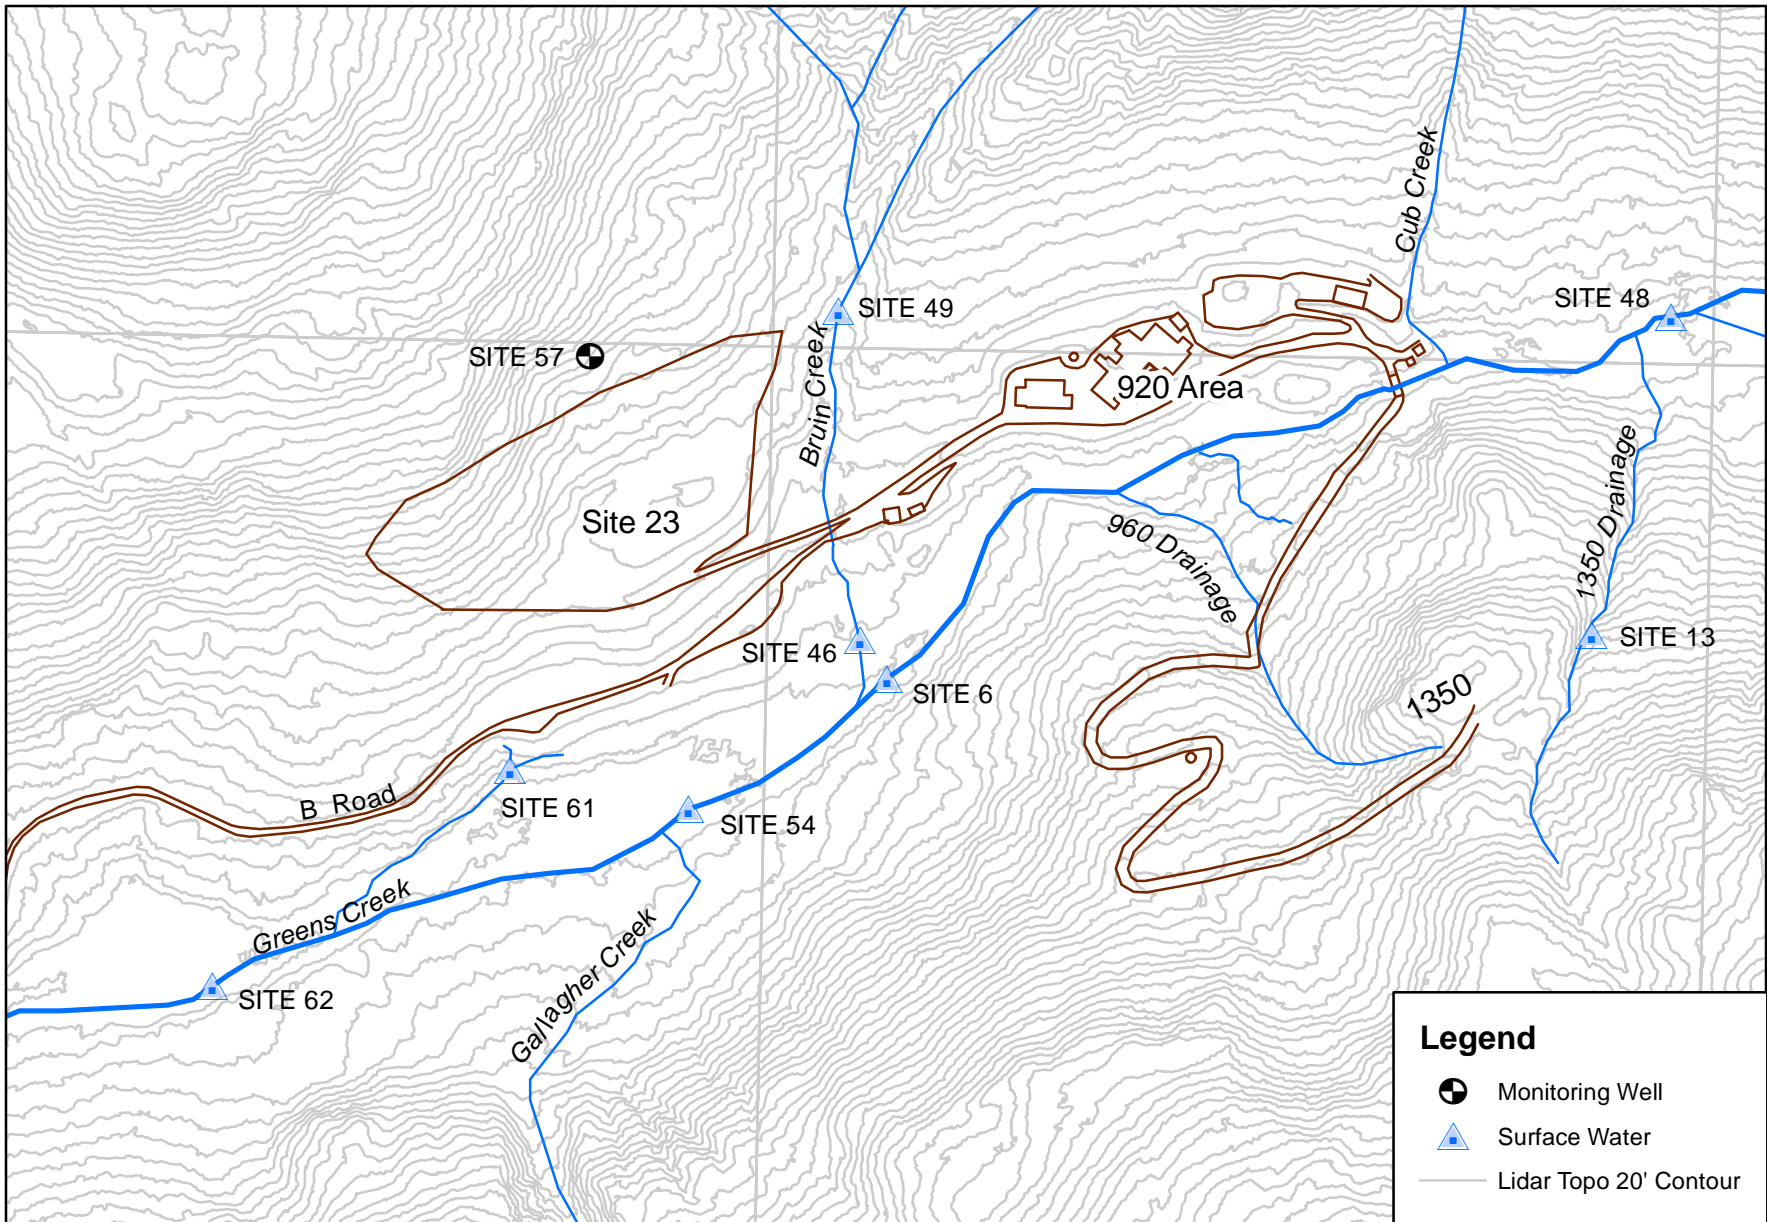 Cub Creek
SITE 48
SITE 49
SITE 57
Bruin Creek
920 Area
1350 Drainage
Site 23
960 Drainage
SITE 13
SITE 46
SITE 6
1350
B Road
SITE 61
SITE 54
Greens Creek
Gallagher Creek
SITE 62
Legend
Monitoring Well
Surface Water
Lidar Topo 20' Contour